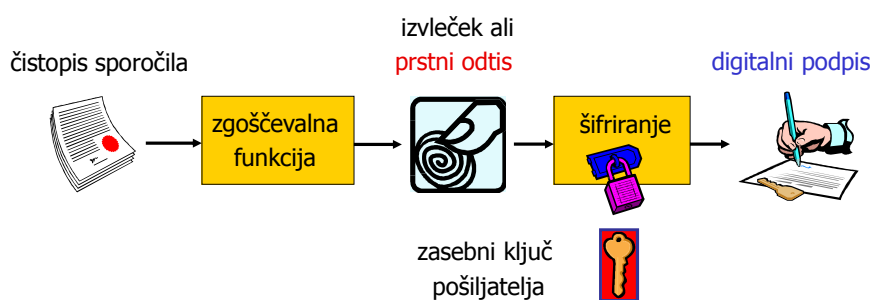 čistopis sporočila
zgoščevalna
funkcija
izvleček ali
prstni odtis
šifriranje
zasebni ključ
pošiljatelja
digitalni podpis